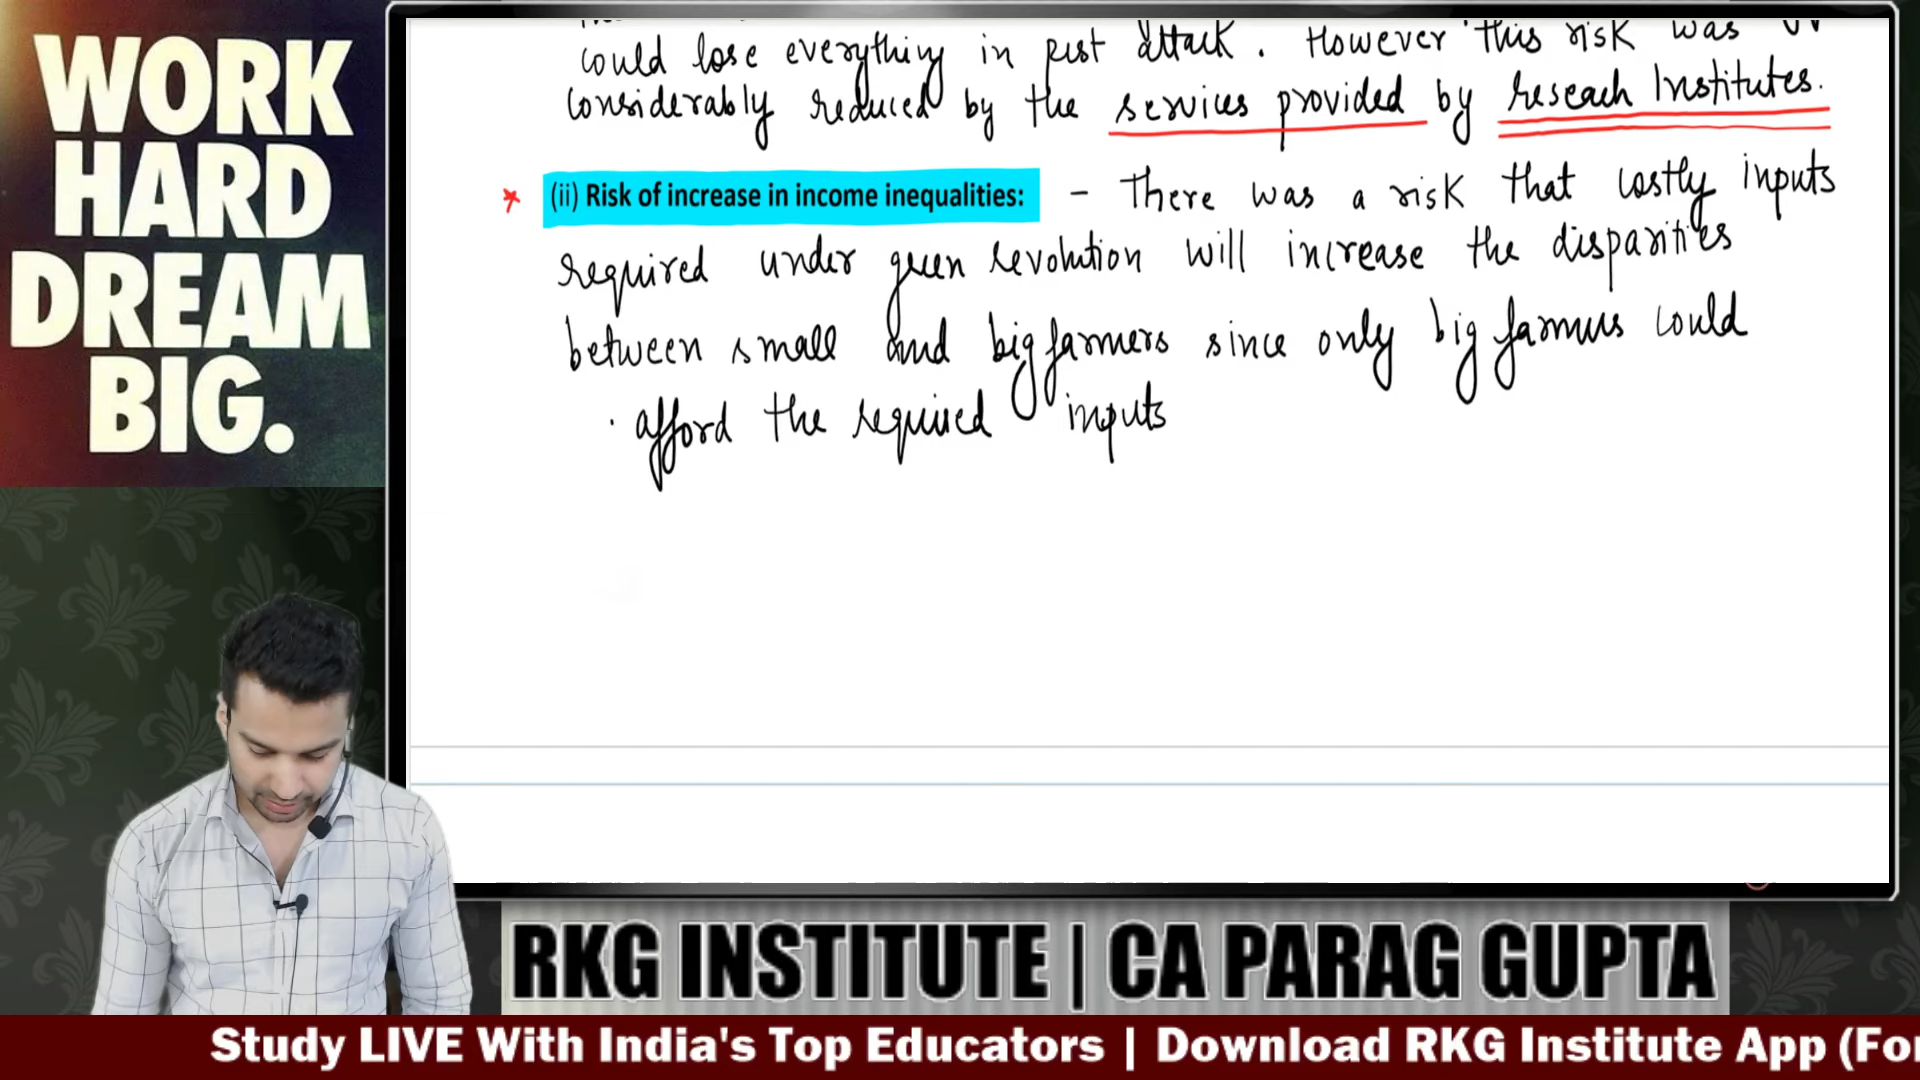 WORK
HARD
DREAM
BIG.
could lose everything in pest attack. However this risk was
considerably reduced by the services provided by reseach Institutes.
(ii) Risk of increase in income inequalities: - There was a risk that costly inputs
required under green revolution will increase the disparities
between small and big farmers since only big farmers could
afford the required inputs
RKG INSTITUTE | CA PARAG GUPTA
Study LIVE With India's Top Educators | Download RKG Institute App (For